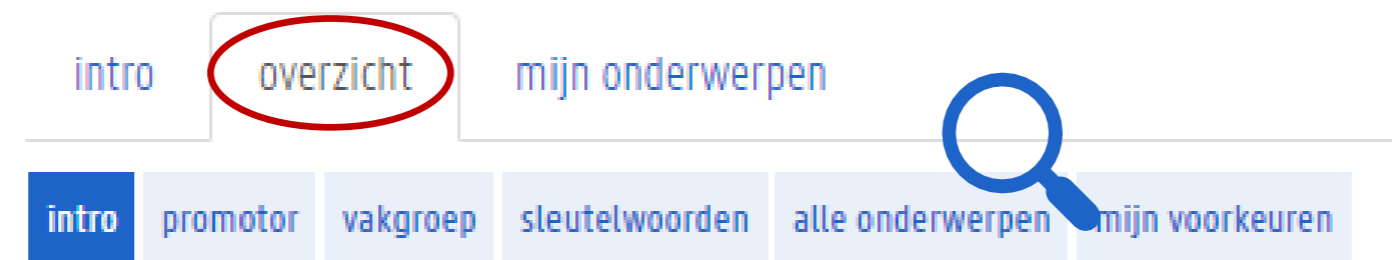 intro overzicht mijn onderwerpen
intro promotor vakgroep sleutelwoorden alle onderwerpen mijn voorkeuren